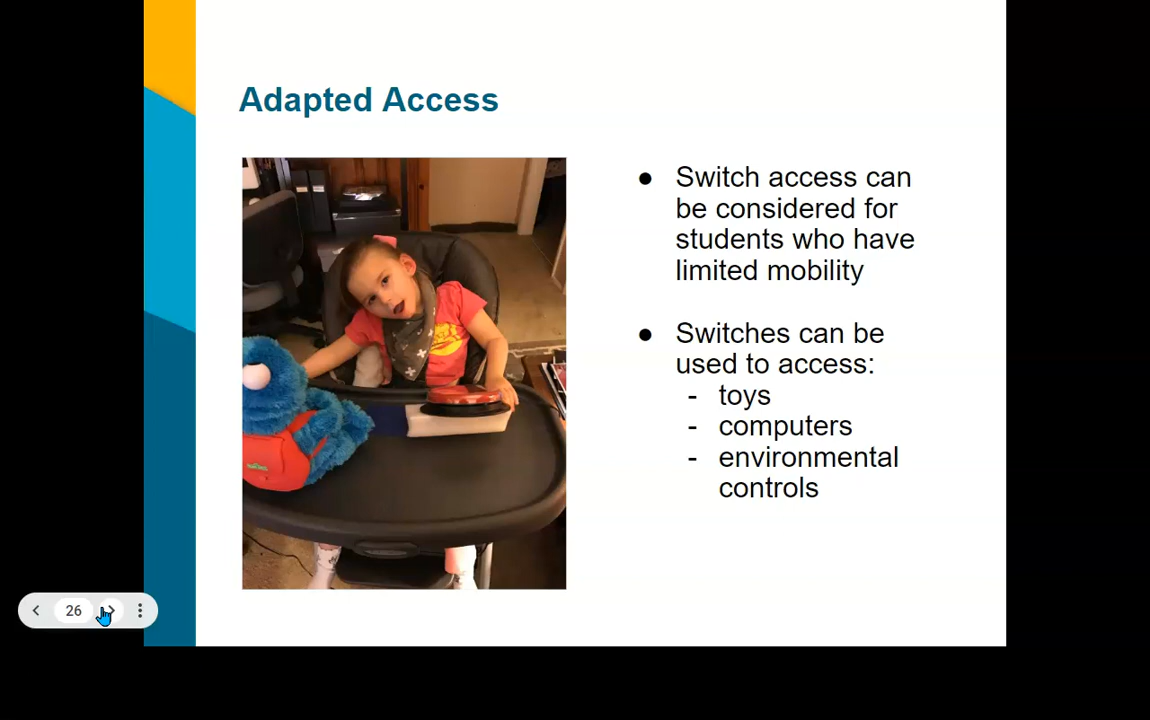 Adapted Access
● Switch access can
be considered for
students who have
limited mobility
● Switches can be
used to access:
- toys
- computers
- environmental
controls
26